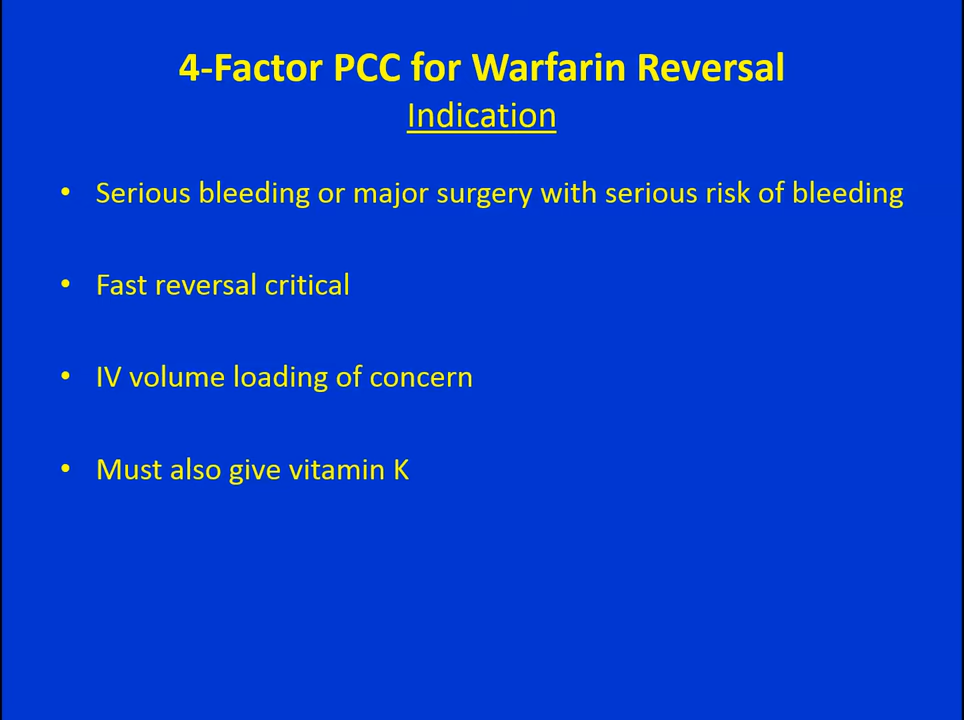 4-Factor PCC for Warfarin Reversal
Indication
• Serious bleeding or major surgery with serious risk of bleeding
• Fast reversal critical
• IV volume loading of concern
• Must also give vitamin K